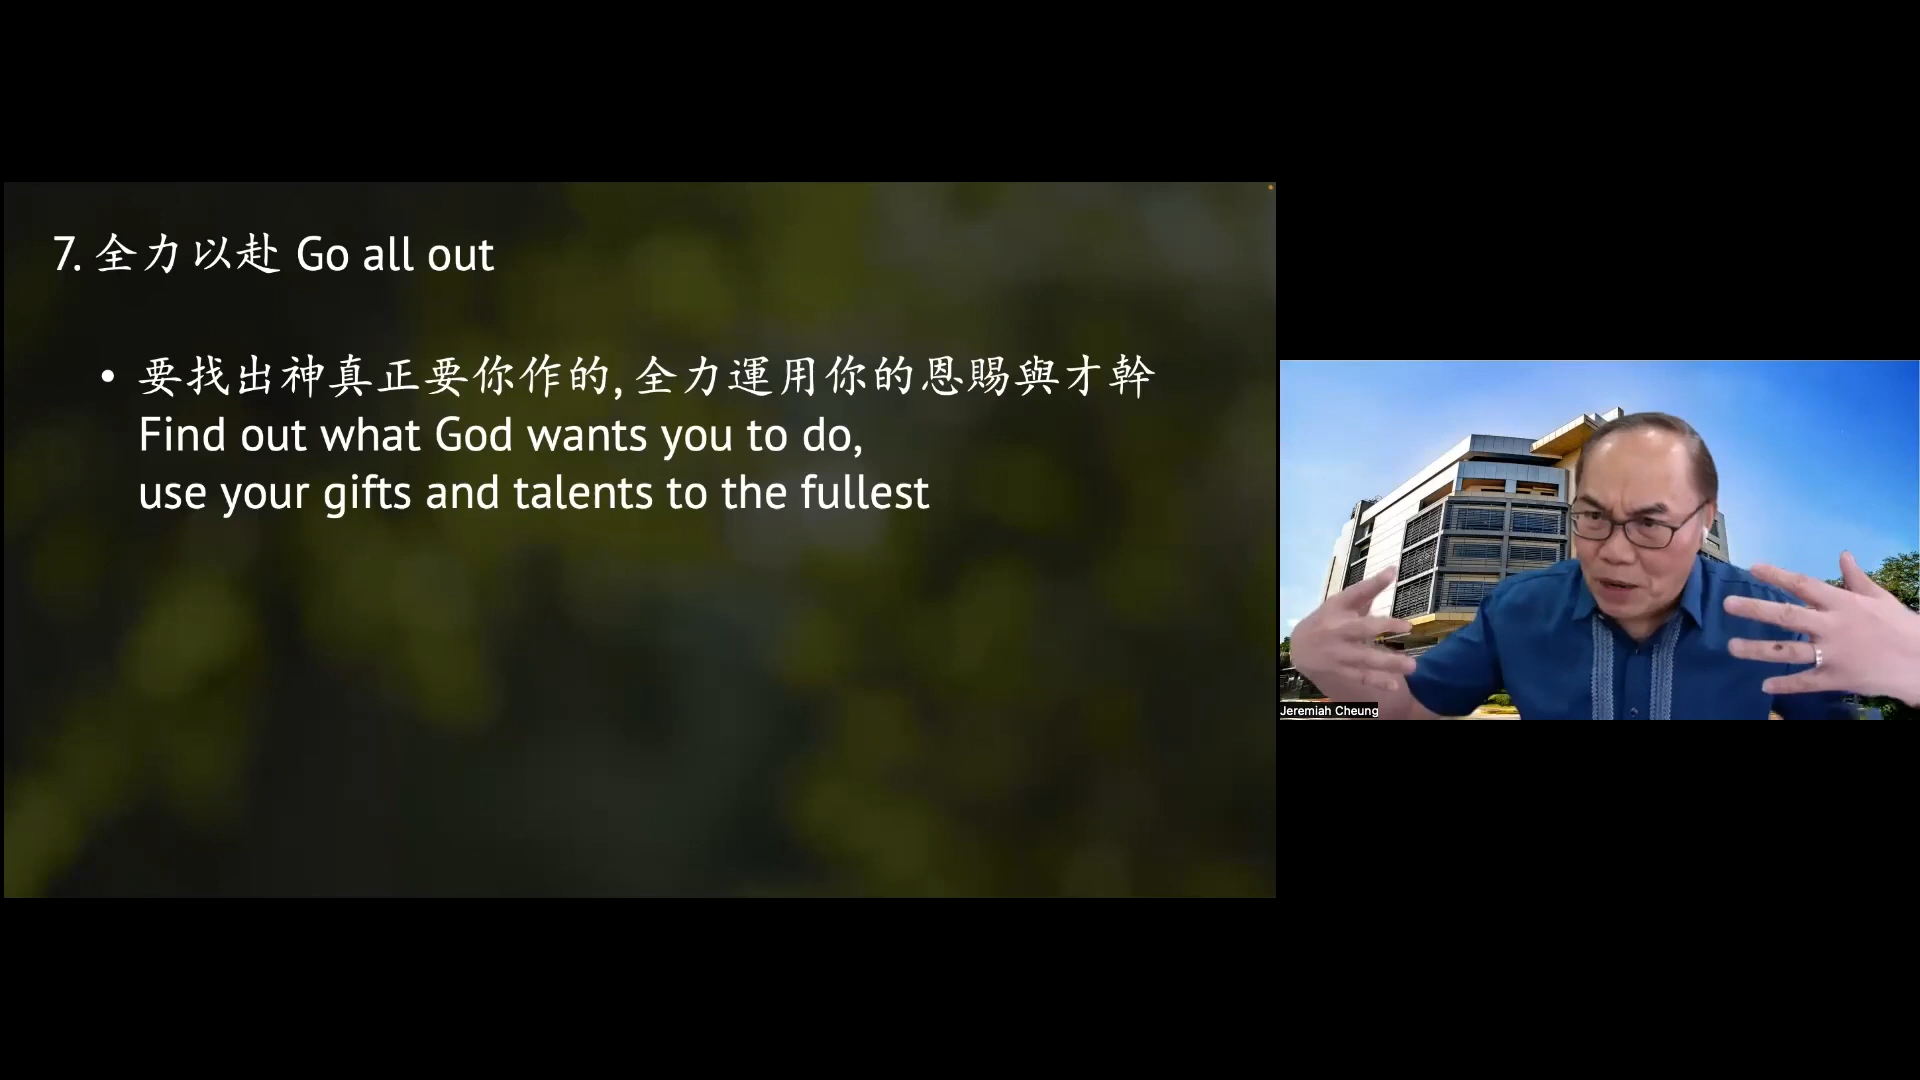 7. 全力以赴 Go all out
• 要找出神真正要你作的, 全力運用你的恩賜與才幹
Find out what God wants you to do,
use your gifts and talents to the fullest
Jeremiah Cheung